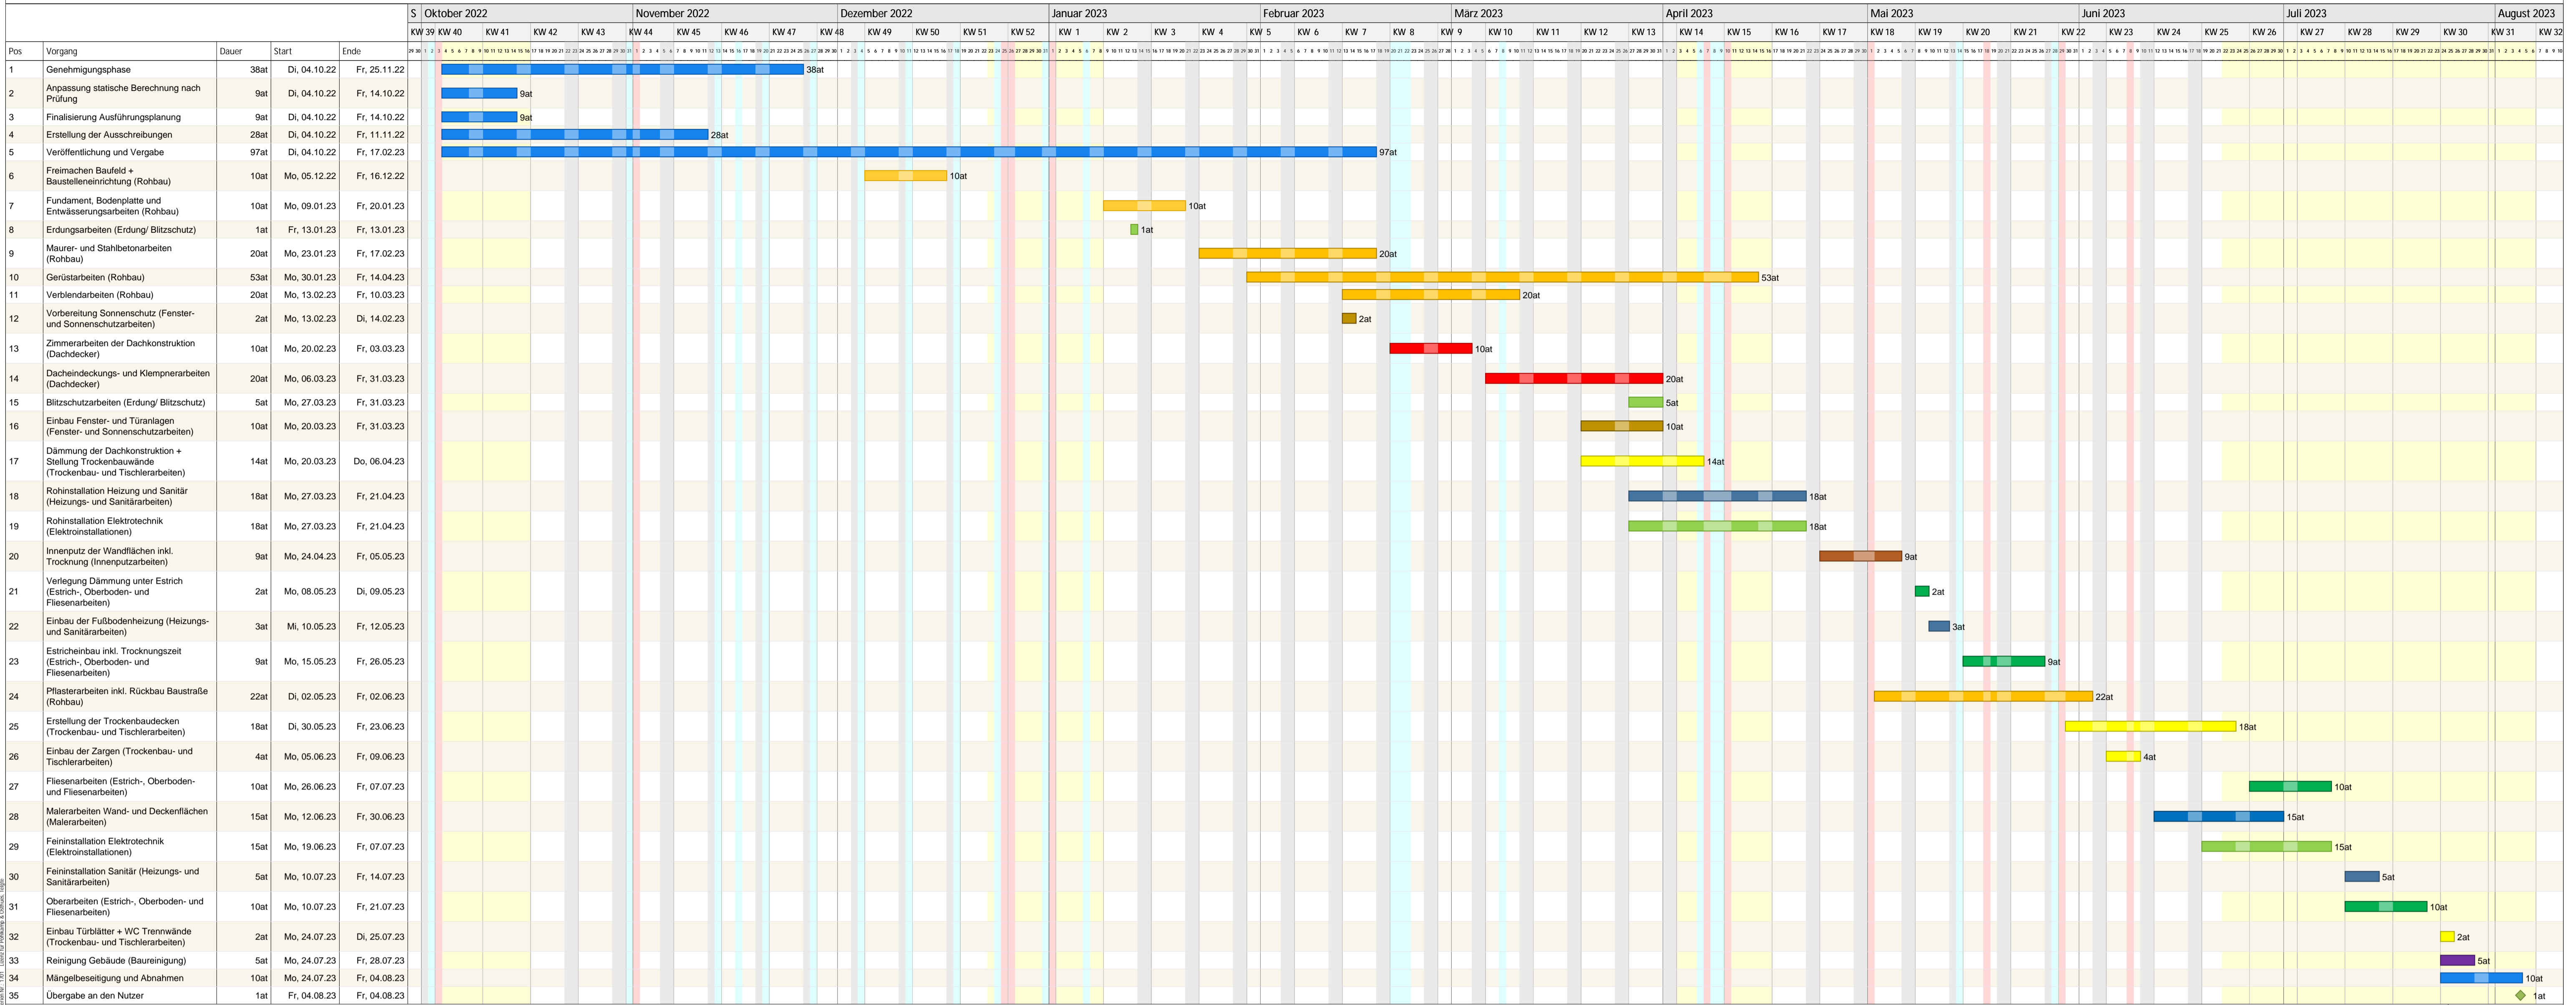 S Oktober 2022 November 2022 Dezember 2022 Januar 2023 Februar 2023 März 2023 April 2023 Mai 2023 Juni 2023 Juli 2023 August 2023
KW 39 KW 40 KW 41 KW 42 KW 43 KW 44 KW 45 KW 46 KW 47 KW 48 KW 49 KW 50 KW 51 KW 52 KW 1 KW 2 KW 3 KW 4 KW 5 KW 6 KW 7 KW 8 KW 9 KW 10 KW 11 KW 12 KW 13 KW 14 KW 15 KW 16 KW 17 KW 18 KW 19 KW 20 KW 21 KW 22 KW 23 KW 24 KW 25 KW 26 KW 27 KW 28 KW 29 KW 30 KW 31 KW 32
Pos Vorgang Dauer Start Ende
1 Genehmigungsphase 38at Di, 04.10.22 Fr, 25.11.22 38at
2 Anpassung statische Berechnung nach
Prüfung 9at Di, 04.10.22 Fr, 14.10.22 9at
3 Finalisierung Ausführungsplanung 9at Di, 04.10.22 Fr, 14.10.22 9at
4 Erstellung der Ausschreibungen 28at Di, 04.10.22 Fr, 11.11.22 28at
5 Veröffentlichung und Vergabe 97at Di, 04.10.22 Fr, 17.02.23 97at
6 Freimachen Baufeld +
Baustelleneinrichtung (Rohbau) 10at Mo, 05.12.22 Fr, 16.12.22 10at
7 Fundament, Bodenplatte und
Entwässerungsarbeiten (Rohbau) 10at Mo, 09.01.23 Fr, 20.01.23 10at
8 Erdungsarbeiten (Erdung/ Blitzschutz) 1at Fr, 13.01.23 Fr, 13.01.23 1at
9 Maurer- und Stahlbetonarbeiten
(Rohbau) 20at Mo, 23.01.23 Fr, 17.02.23 20at
10 Gerüstarbeiten (Rohbau) 53at Mo, 30.01.23 Fr, 14.04.23 53at
11 Verblendarbeiten (Rohbau) 20at Mo, 13.02.23 Fr, 10.03.23 20at
12 Vorbereitung Sonnenschutz (Fenster-
und Sonnenschutzarbeiten) 2at Mo, 13.02.23 Di, 14.02.23 2at
13 Zimmerarbeiten der Dachkonstruktion
(Dachdecker) 10at Mo, 20.02.23 Fr, 03.03.23 10at
14 Dacheindeckungs- und Klempnerarbeiten
(Dachdecker) 20at Mo, 06.03.23 Fr, 31.03.23 20at
15 Blitzschutzarbeiten (Erdung/ Blitzschutz) 5at Mo, 27.03.23 Fr, 31.03.23 5at
16 Einbau Fenster- und Türanlagen
(Fenster- und Sonnenschutzarbeiten) 10at Mo, 20.03.23 Fr, 31.03.23 10at
17 Dämmung der Dachkonstruktion +
Stellung Trockenbauwände
(Trockenbau- und Tischlerarbeiten) 14at Mo, 20.03.23 Do, 06.04.23 14at
18 Rohinstallation Heizung und Sanitär
(Heizungs- und Sanitärarbeiten) 18at Mo, 27.03.23 Fr, 21.04.23 18at
19 Rohinstallation Elektrotechnik
(Elektroinstallationen) 18at Mo, 27.03.23 Fr, 21.04.23 18at
20 Innenputz der Wandflächen inkl.
Trocknung (Innenputzarbeiten) 9at Mo, 24.04.23 Fr, 05.05.23 9at
21 Verlegung Dämmung unter Estrich
(Estrich-, Oberboden- und
Fliesenarbeiten) 2at Mo, 08.05.23 Di, 09.05.23 2at
22 Einbau der Fußbodenheizung (Heizungs-
und Sanitärarbeiten) 3at Mi, 10.05.23 Fr, 12.05.23 3at
23 Estricheinbau inkl. Trocknungszeit
(Estrich-, Oberboden- und
Fliesenarbeiten) 9at Mo, 15.05.23 Fr, 26.05.23 9at
24 Pflasterarbeiten inkl. Rückbau Baustraße
(Rohbau) 22at Di, 02.05.23 Fr, 02.06.23 22at
25 Erstellung der Trockenbaudecken
(Trockenbau- und Tischlerarbeiten) 18at Di, 30.05.23 Fr, 23.06.23 18at
26 Einbau der Zargen (Trockenbau- und
Tischlerarbeiten) 4at Mo, 05.06.23 Fr, 09.06.23 4at
27 Fliesenarbeiten (Estrich-, Oberboden-
und Fliesenarbeiten) 10at Mo, 26.06.23 Fr, 07.07.23 10at
28 Malerarbeiten Wand- und Deckenflächen
(Malerarbeiten) 15at Mo, 12.06.23 Fr, 30.06.23 15at
29 Feininstallation Elektrotechnik
(Elektroinstallationen) 15at Mo, 19.06.23 Fr, 07.07.23 15at
30 Feininstallation Sanitär (Heizungs- und
Sanitärarbeiten) 5at Mo, 10.07.23 Fr, 14.07.23 5at
31 Oberarbeiten (Estrich-, Oberboden- und
Fliesenarbeiten) 10at Mo, 10.07.23 Fr, 21.07.23 10at
32 Einbau Türblätter + WC Trennwände
(Trockenbau- und Tischlerarbeiten) 2at Mo, 24.07.23 Di, 25.07.23 2at
33 Reinigung Gebäude (Baureinigung) 5at Mo, 24.07.23 Fr, 28.07.23 5at
34 Mängelbeseitigung und Abnahmen 10at Mo, 24.07.23 Fr, 04.08.23 10at
35 Übergabe an den Nutzer 1at Fr, 04.08.23 Fr, 04.08.23 1at